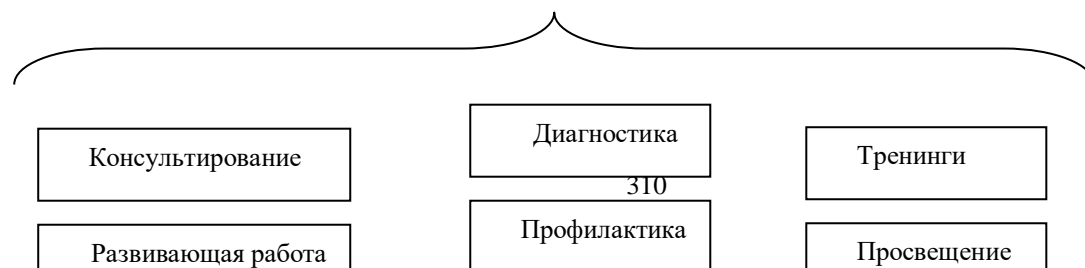 Диагностика
Консультирование
Тренинги
310
Профилактика
Развивающая работа
Просвещение